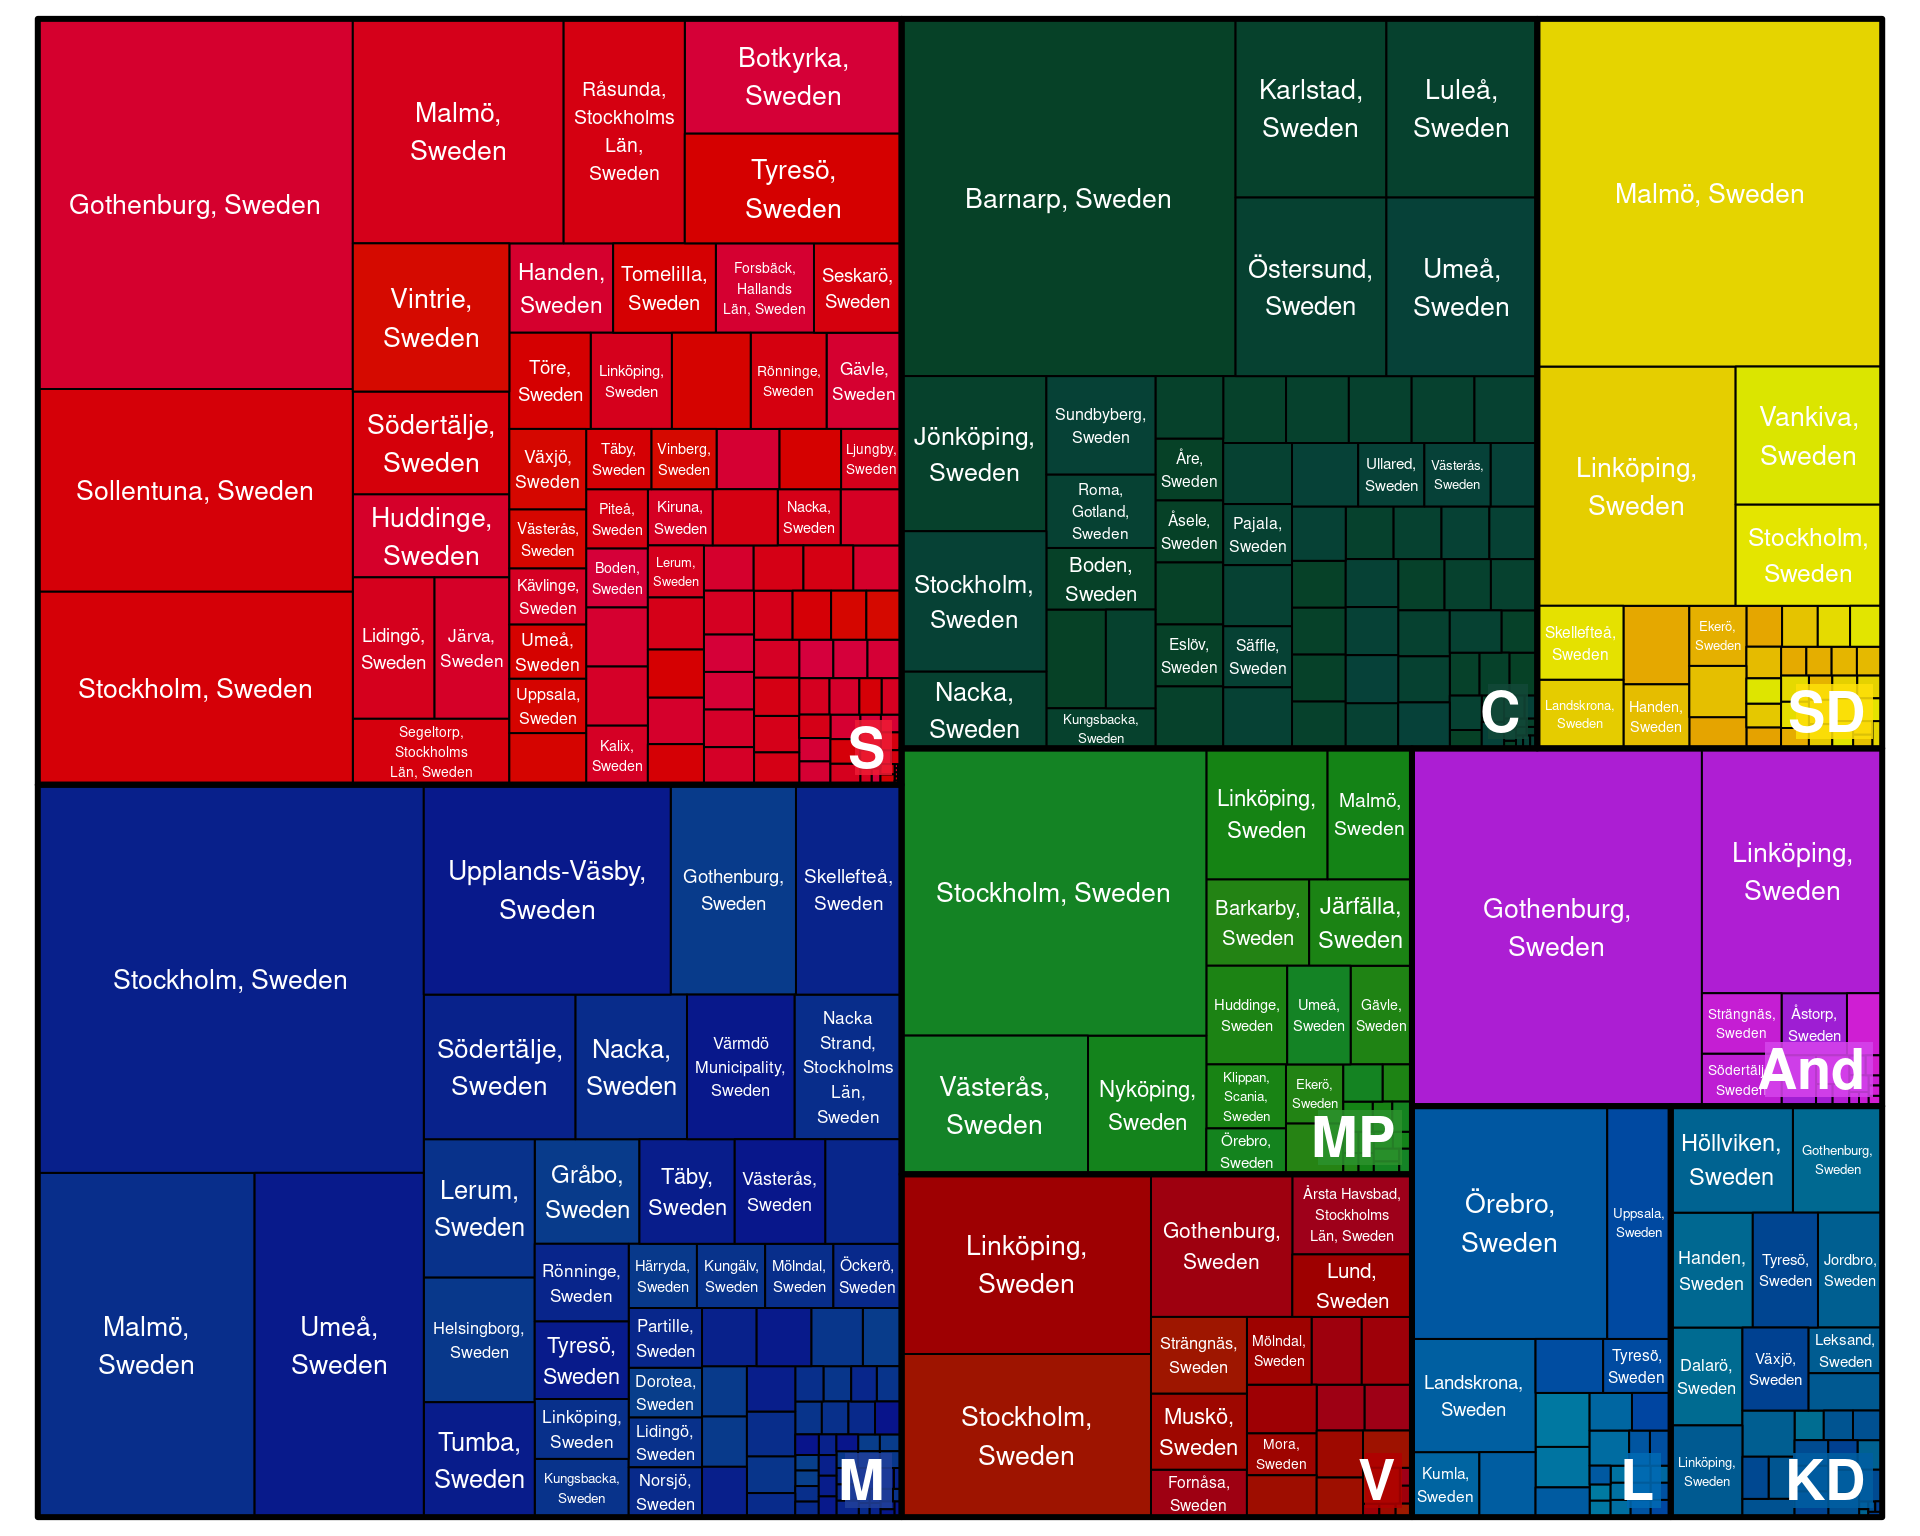 Gothenburg, Sweden
Sollentuna, Sweden
Stockholm, Sweden
Malmö,
Sweden
Råsunda,
Stockholms
Län,
Sweden
Botkyrka,
Sweden
Tyresö,
Sweden
Vintrie,
Sweden
Södertälje,
Sweden
Huddinge,
Sweden
Lidingö,
Sweden
Järva,
Sweden
Segeltorp,
Stockholms
Län, Sweden
Handen,
Sweden
Tomelilla,
Sweden
Forsbäck,
Hallands
Län, Sweden
Seskarö,
Sweden
Töre,
Sweden
Linköping,
Sweden
Rönninge,
Sweden
Gävle,
Sweden
Växjö,
Sweden
Täby,
Sweden
Vinberg,
Sweden
Ljungby,
Sweden
Västerås,
Sweden
Piteå,
Sweden
Kiruna,
Sweden
Nacka,
Sweden
Kävlinge,
Sweden
Boden,
Sweden
Lerum,
Sweden
Umeå,
Sweden
Uppsala,
Sweden
Kalix,
Sweden
S
Barnarp, Sweden
Karlstad,
Sweden
Luleå,
Sweden
Östersund,
Sweden
Umeå,
Sweden
Jönköping,
Sweden
Stockholm,
Sweden
Nacka,
Sweden
Sundbyberg,
Sweden
Roma,
Gotland,
Sweden
Boden,
Sweden
Kungsbacka,
Sweden
Åre,
Sweden
Åsele,
Sweden
Eslöv,
Sweden
Pajala,
Sweden
Säffle,
Sweden
Ullared,
Sweden
Västerås,
Sweden
C
Malmö, Sweden
Linköping,
Sweden
Vankiva,
Sweden
Stockholm,
Sweden
Skellefteå,
Sweden
Landskrona,
Sweden
Handen,
Sweden
Ekerö,
Sweden
SD
Stockholm, Sweden
Malmö,
Sweden
Umeå,
Sweden
Upplands-Väsby,
Sweden
Gothenburg,
Sweden
Skellefteå,
Sweden
Södertälje,
Sweden
Nacka,
Sweden
Värmdö
Municipality,
Sweden
Nacka
Strand,
Stockholms
Län,
Sweden
Lerum,
Sweden
Helsingborg,
Sweden
Tumba,
Sweden
Gråbo,
Sweden
Täby,
Sweden
Västerås,
Sweden
Rönninge,
Sweden
Tyresö,
Sweden
Linköping,
Sweden
Kungsbacka,
Sweden
Härryda,
Sweden
Kungälv,
Sweden
Mölndal,
Sweden
Öckerö,
Sweden
Partille,
Sweden
Dorotea,
Sweden
Lidingö,
Sweden
Norsjö,
Sweden
M
Stockholm, Sweden
Västerås,
Sweden
Nyköping,
Sweden
Linköping,
Sweden
Malmö,
Sweden
Barkarby,
Sweden
Järfälla,
Sweden
Huddinge,
Sweden
Umeå,
Sweden
Gävle,
Sweden
Klippan,
Scania,
Sweden
Örebro,
Sweden
Ekerö,
Sweden
MP
Gothenburg,
Sweden
Linköping,
Sweden
Strängnäs,
Sweden
Åstorp,
Sweden
Södertälje,
Sweden
And
Linköping,
Sweden
Stockholm,
Sweden
Gothenburg,
Sweden
Årsta Havsbad,
Stockholms
Län, Sweden
Lund,
Sweden
Strängnäs,
Sweden
Mölndal,
Sweden
Muskö,
Sweden
Mora,
Sweden
Fornåsa,
Sweden
V
Örebro,
Sweden
Uppsala,
Sweden
Landskrona,
Sweden
Tyresö,
Sweden
Kumla,
Sweden
L
Höllviken,
Sweden
Gothenburg,
Sweden
Handen,
Sweden
Tyresö,
Sweden
Jordbro,
Sweden
Dalarö,
Sweden
Växjö,
Sweden
Leksand,
Sweden
Linköping,
Sweden
KD